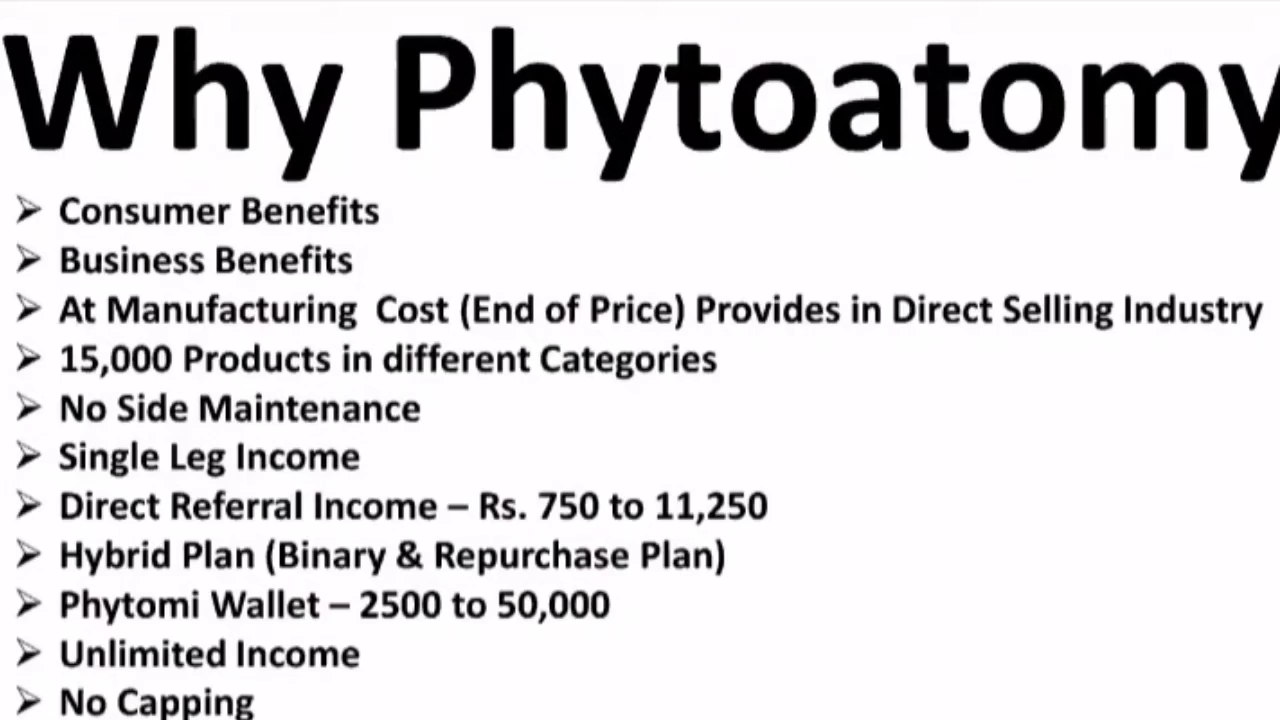 Why Phytoatomy
➢ Consumer Benefits
➢ Business Benefits
➢ At Manufacturing  Cost (End of Price) Provides in Direct Selling Industry
➢ 15,000 Products in different Categories
➢ No Side Maintenance
➢ Single Leg Income
➢ Direct Referral Income – Rs. 750 to 11,250
➢ Hybrid Plan (Binary & Repurchase Plan)
➢ Phytomi Wallet – 2500 to 50,000
➢ Unlimited Income
➢ No Capping